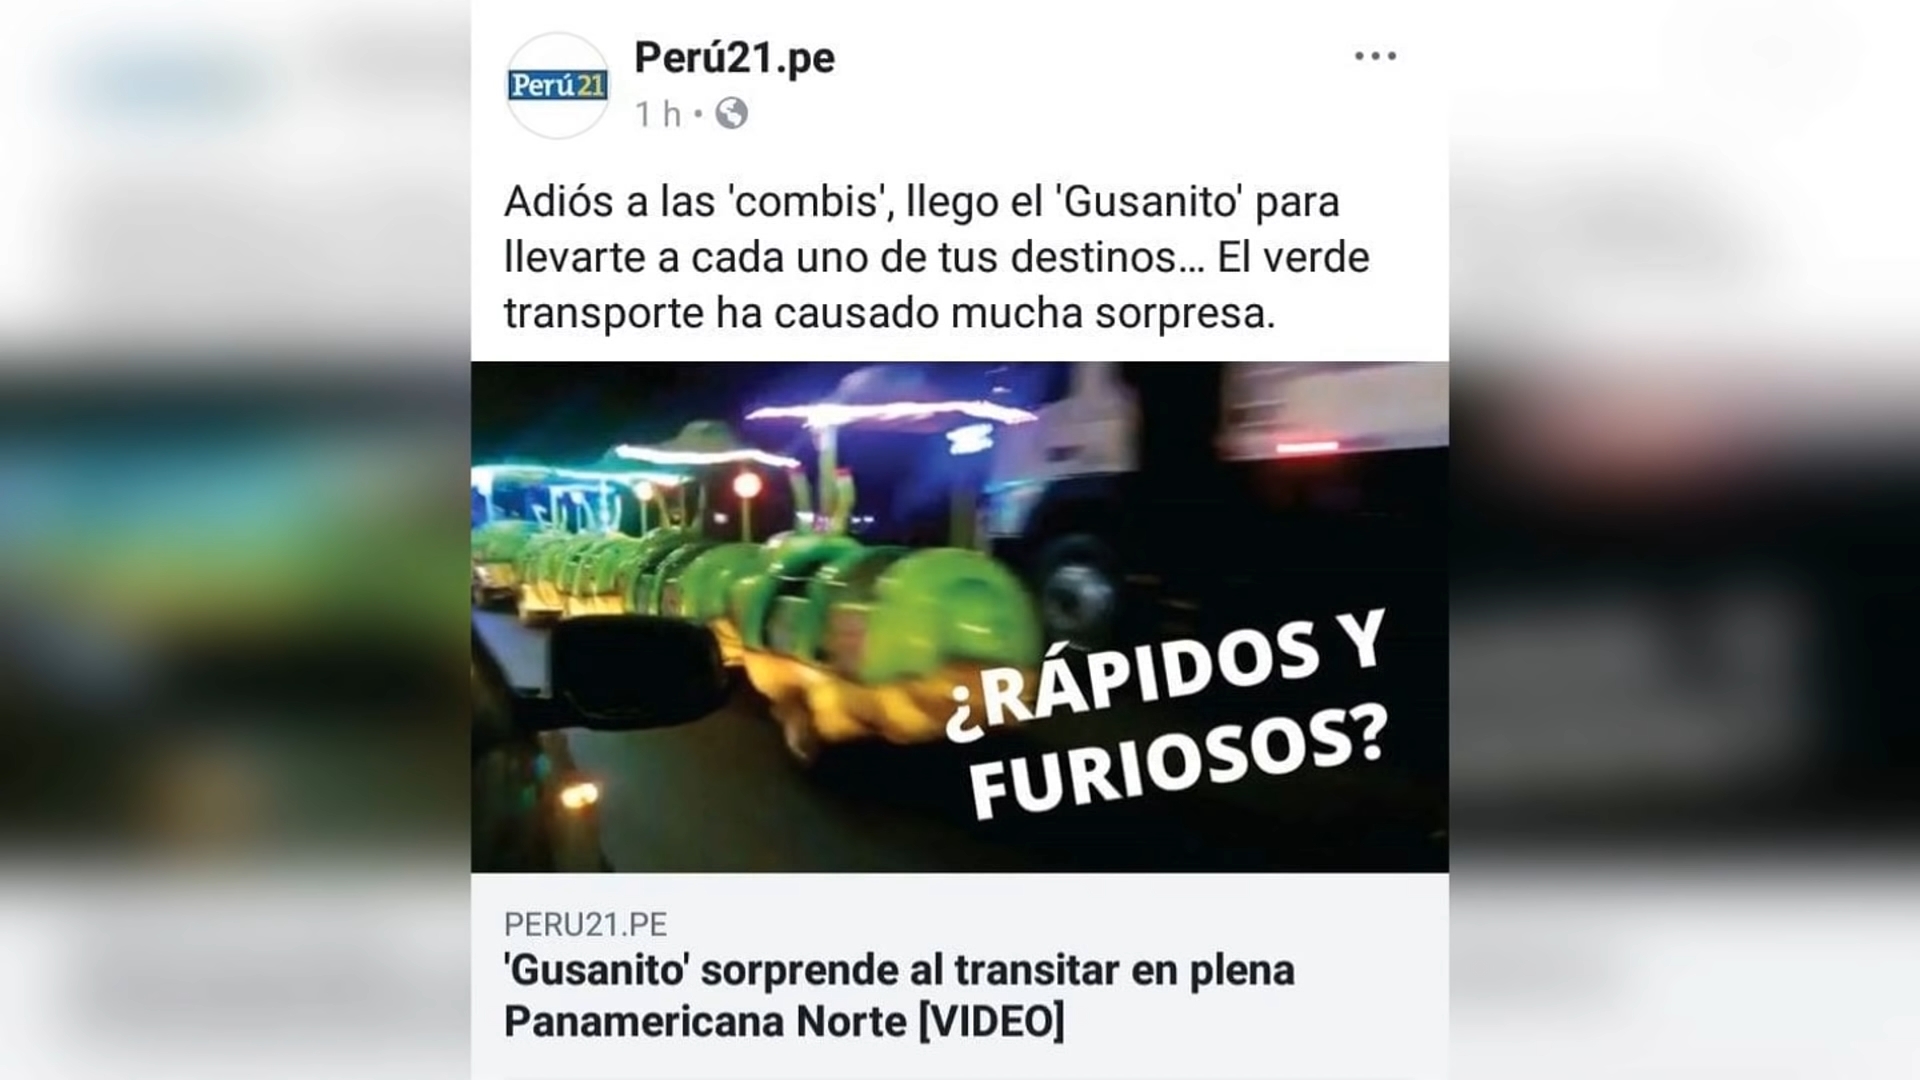 Perú21
Perú21.pe
1 h •
Adiós a las 'combis', llego el 'Gusanito' para
llevarte a cada uno de tus destinos... El verde
transporte ha causado mucha sorpresa.
¿RÁPIDOS Y
FURIOSOS?
PERU21.PE
'Gusanito' sorprende al transitar en plena
Panamericana Norte [VIDEO]